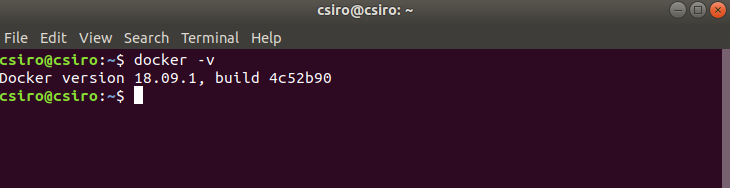 csiro@csiro: ~
File Edit View Search Terminal Help
csiro@csiro:~$ docker -v
Docker version 18.09.1, build 4c52b90
csiro@csiro:~$